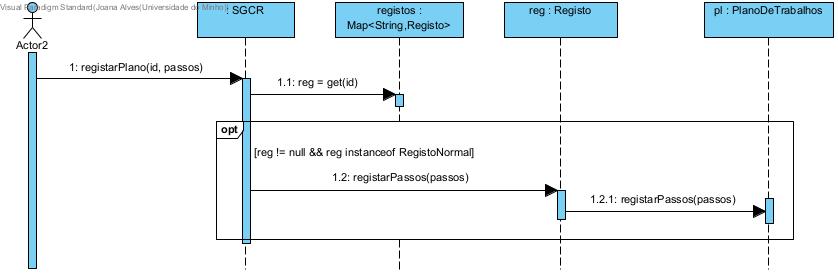 Visual Paradigm Standard(Joana Alves(Universidade do Minho))
: SGCR
registos :
Map<String,Registo>
reg : Registo
pl : PlanoDeTrabalhos
Actor2
1: registarPlano(id, passos)
1.1: reg = get(id)
opt
[reg != null && reg instanceof RegistoNormal]
1.2: registarPassos(passos)
1.2.1: registarPassos(passos)